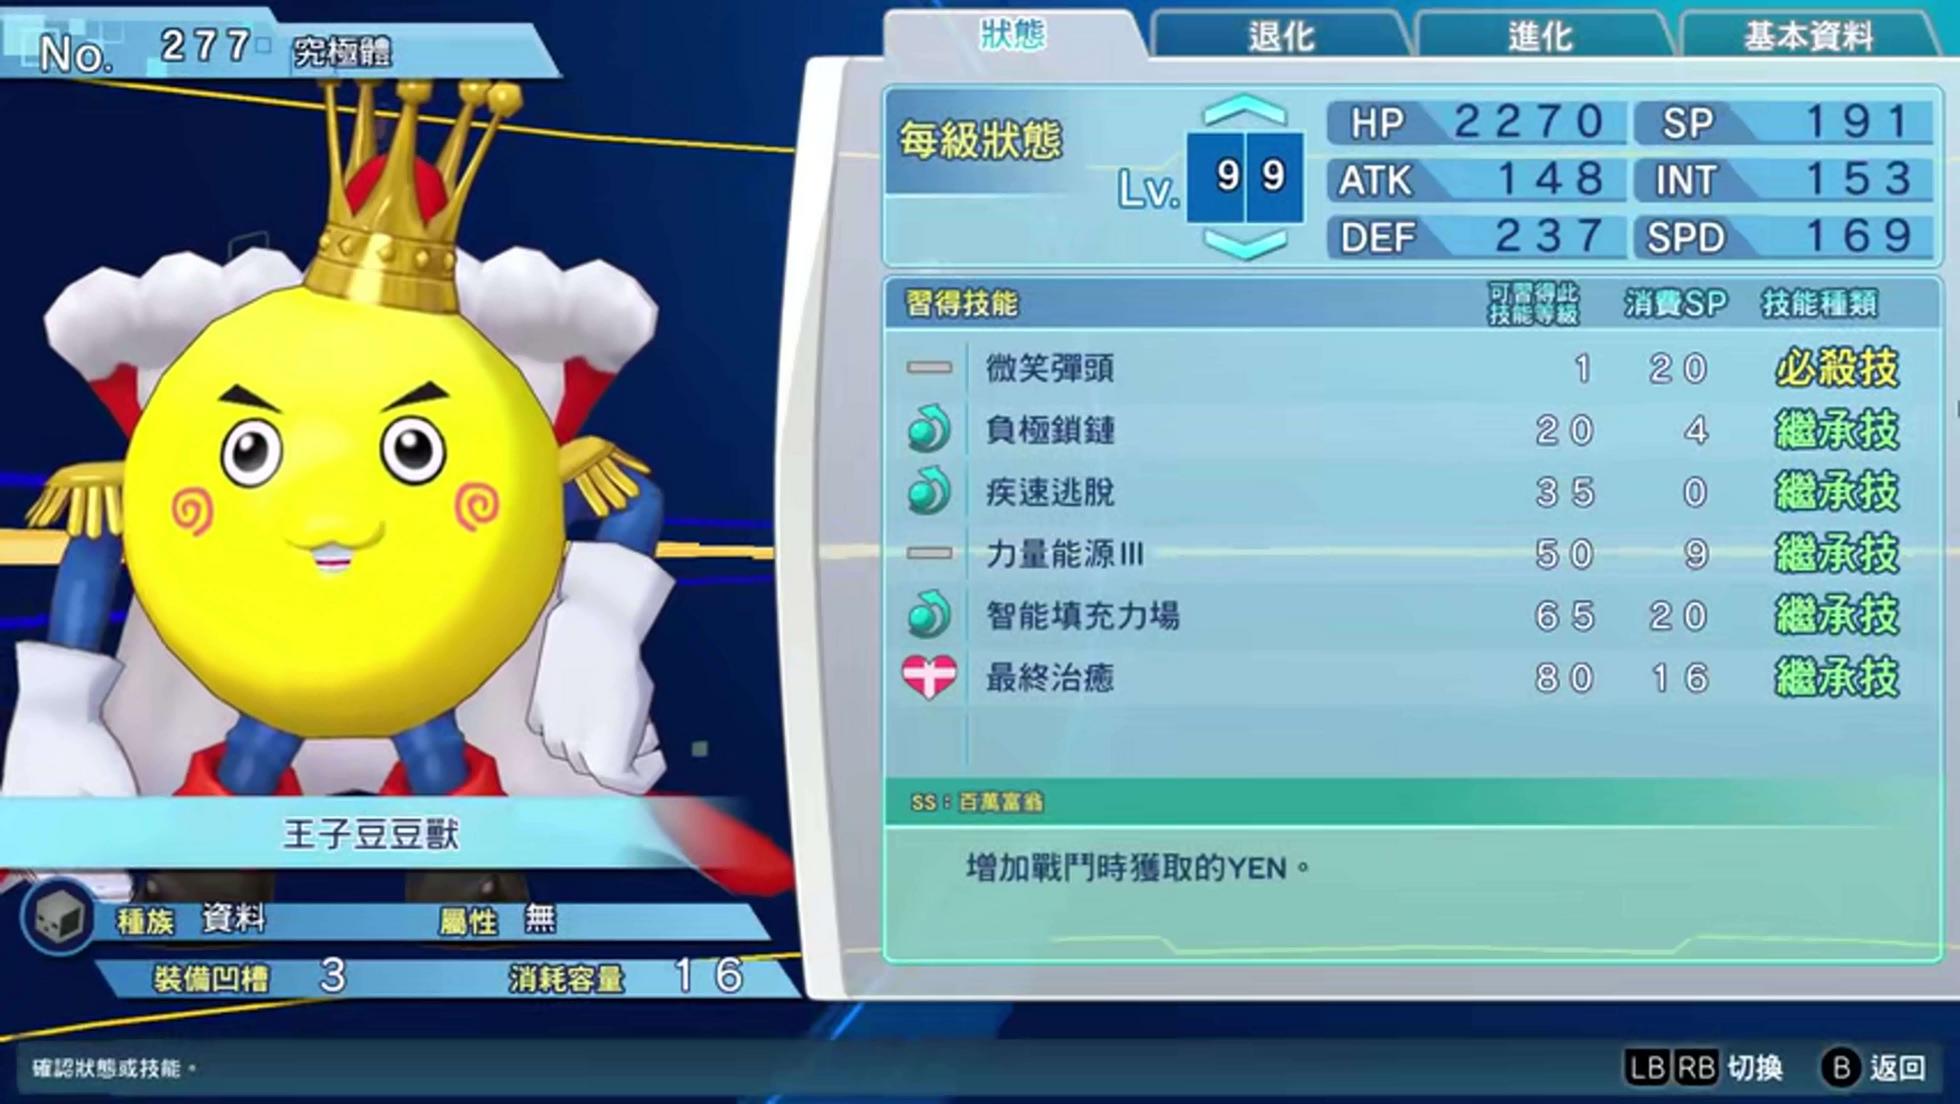 No. 277 究極體
狀態 退化 進化 基本資料
每級狀態 Lv. 99
HP 2270 SP 191
ATK 148 INT 153
DEF 237 SPD 169
習得技能 可習得此技能等級 消費SP 技能種類
微笑彈頭 1 20 必殺技
負極鎖鏈 20 4 繼承技
疾速逃脫 35 0 繼承技
力量能源III 50 9 繼承技
智能填充力場 65 20 繼承技
最終治癒 80 16 繼承技
SS：百萬富翁
增加戰鬥時獲取的YEN。
王子豆豆獸
種族 資料 屬性 無
裝備凹槽 3 消耗容量 16
確認狀態或技能。
LB RB 切換 B 返回